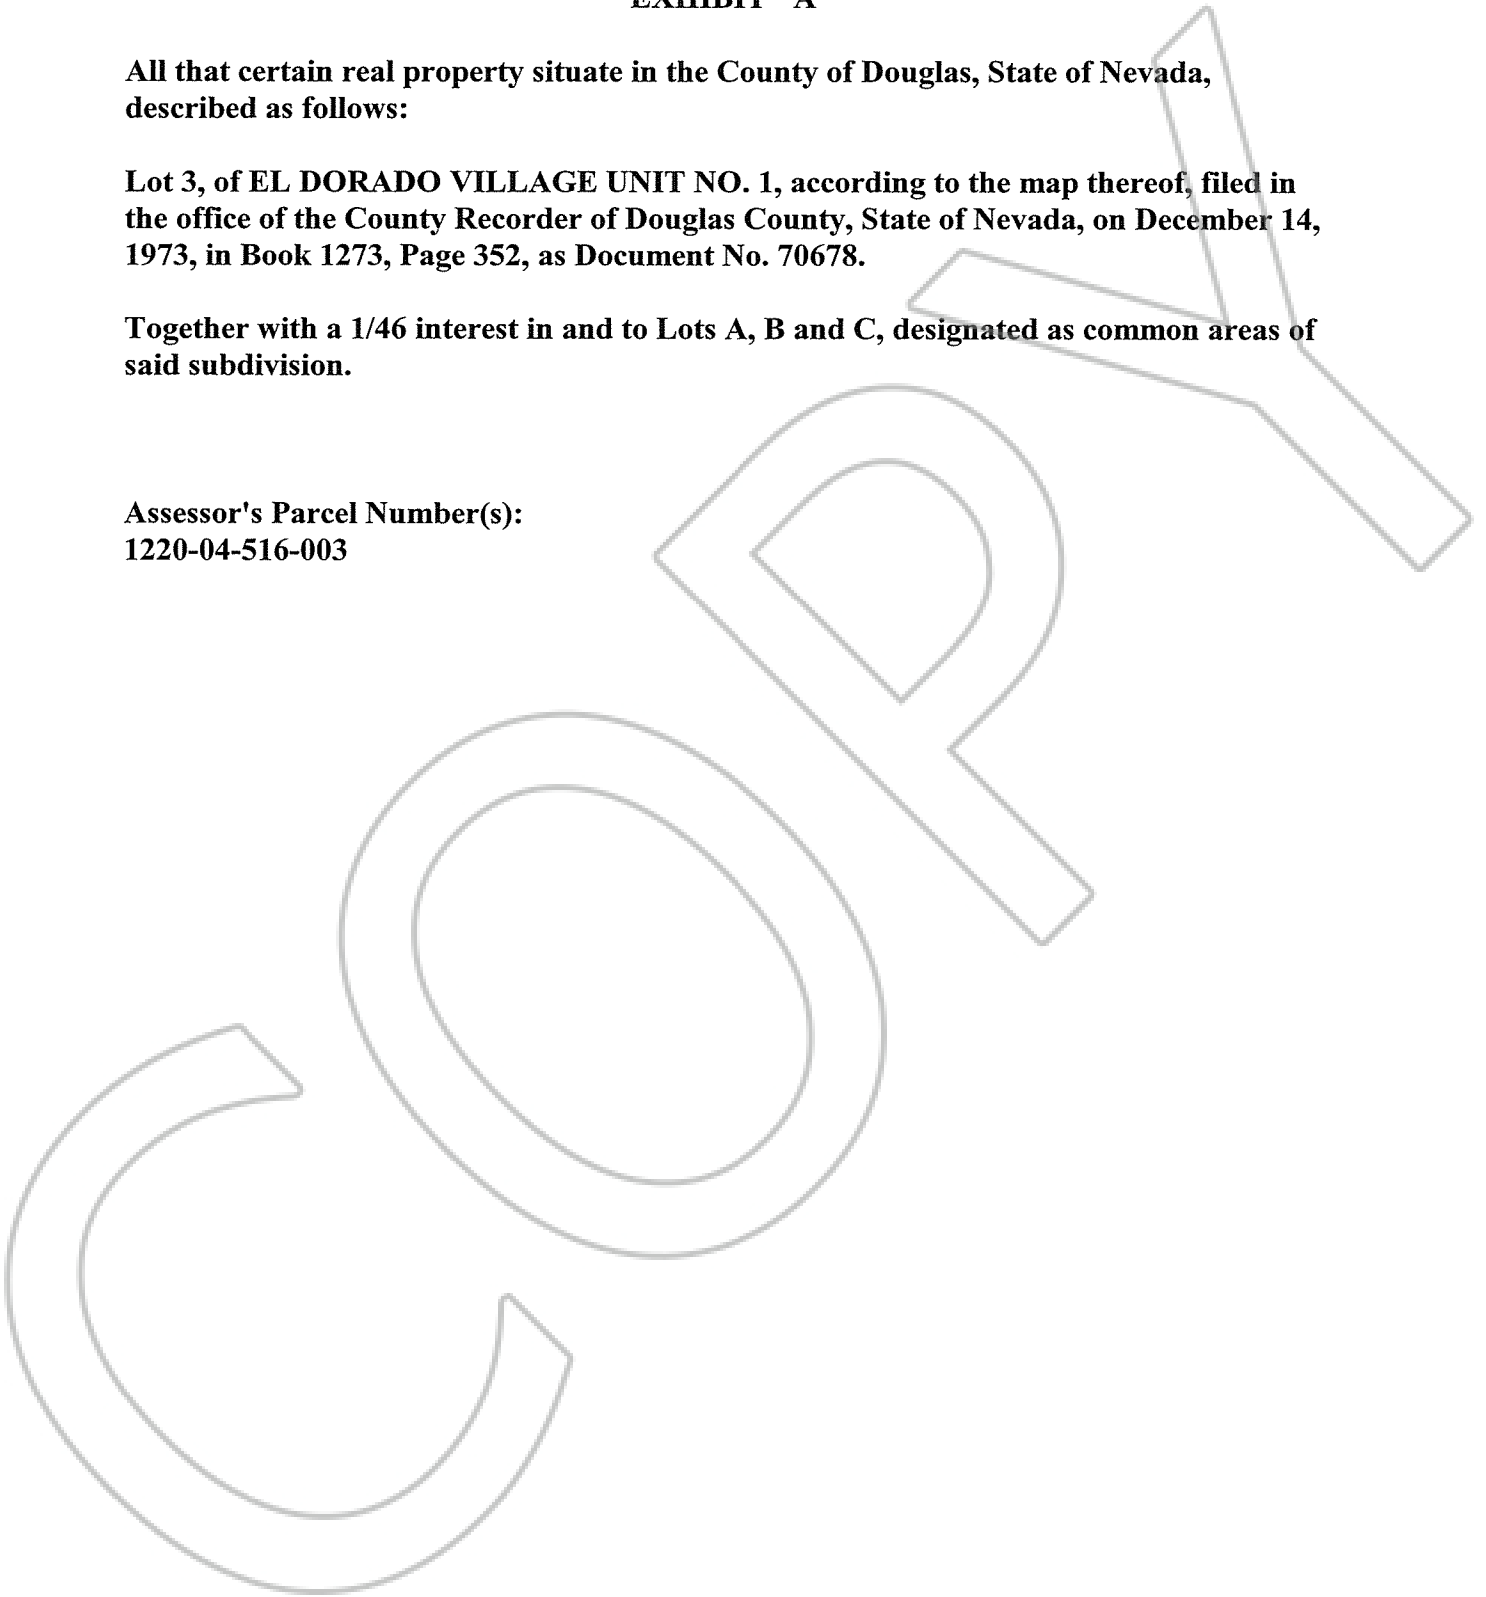 EXHIBIT "A"
All that certain real property situate in the County of Douglas, State of Nevada,
described as follows:
Lot 3, of EL DORADO VILLAGE UNIT NO. 1, according to the map thereof, filed in
the office of the County Recorder of Douglas County, State of Nevada, on December 14,
1973, in Book 1273, Page 352, as Document No. 70678.
Together with a 1/46 interest in and to Lots A, B and C, designated as common areas of
said subdivision.
Assessor's Parcel Number(s):
1220-04-516-003
COPY